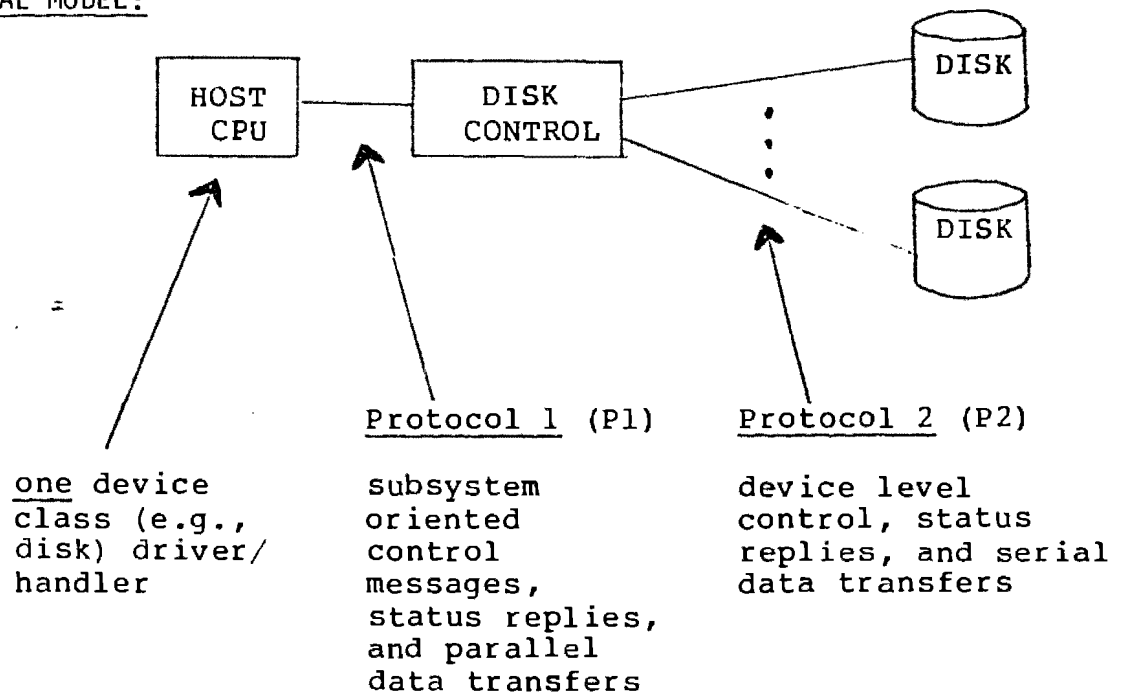 MODEL:
HOST
CPU
DISK
CONTROL
DISK
DISK
Protocol 1 (P1)
subsystem
oriented
control
messages,
status replies,
and parallel
data transfers
Protocol 2 (P2)
device level
control, status
replies, and serial
data transfers
one device
class (e.g.,
disk) driver/
handler